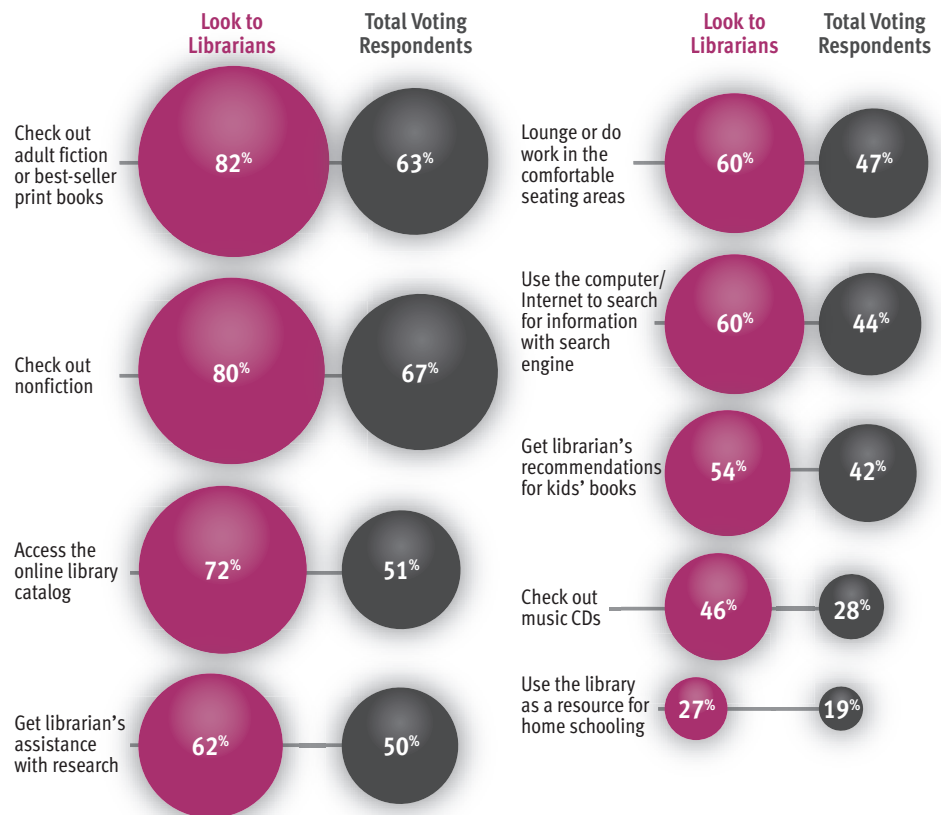 Look to
Librarians
Total Voting
Respondents
Check out
adult fiction
or best-seller
print books
82%
63%
Check out
nonfiction
80%
67%
Access the
online library
catalog
72%
51%
Get librarian's
assistance
with research
62%
50%
Look to
Librarians
Total Voting
Respondents
Lounge or do
work in the
comfortable
seating areas
60%
47%
Use the computer/
Internet to search
for information
with search
engine
60%
44%
Get librarian's
recommendations
for kids' books
54%
42%
Check out
music CDs
46%
28%
Use the library
as a resource for
home schooling
27%
19%